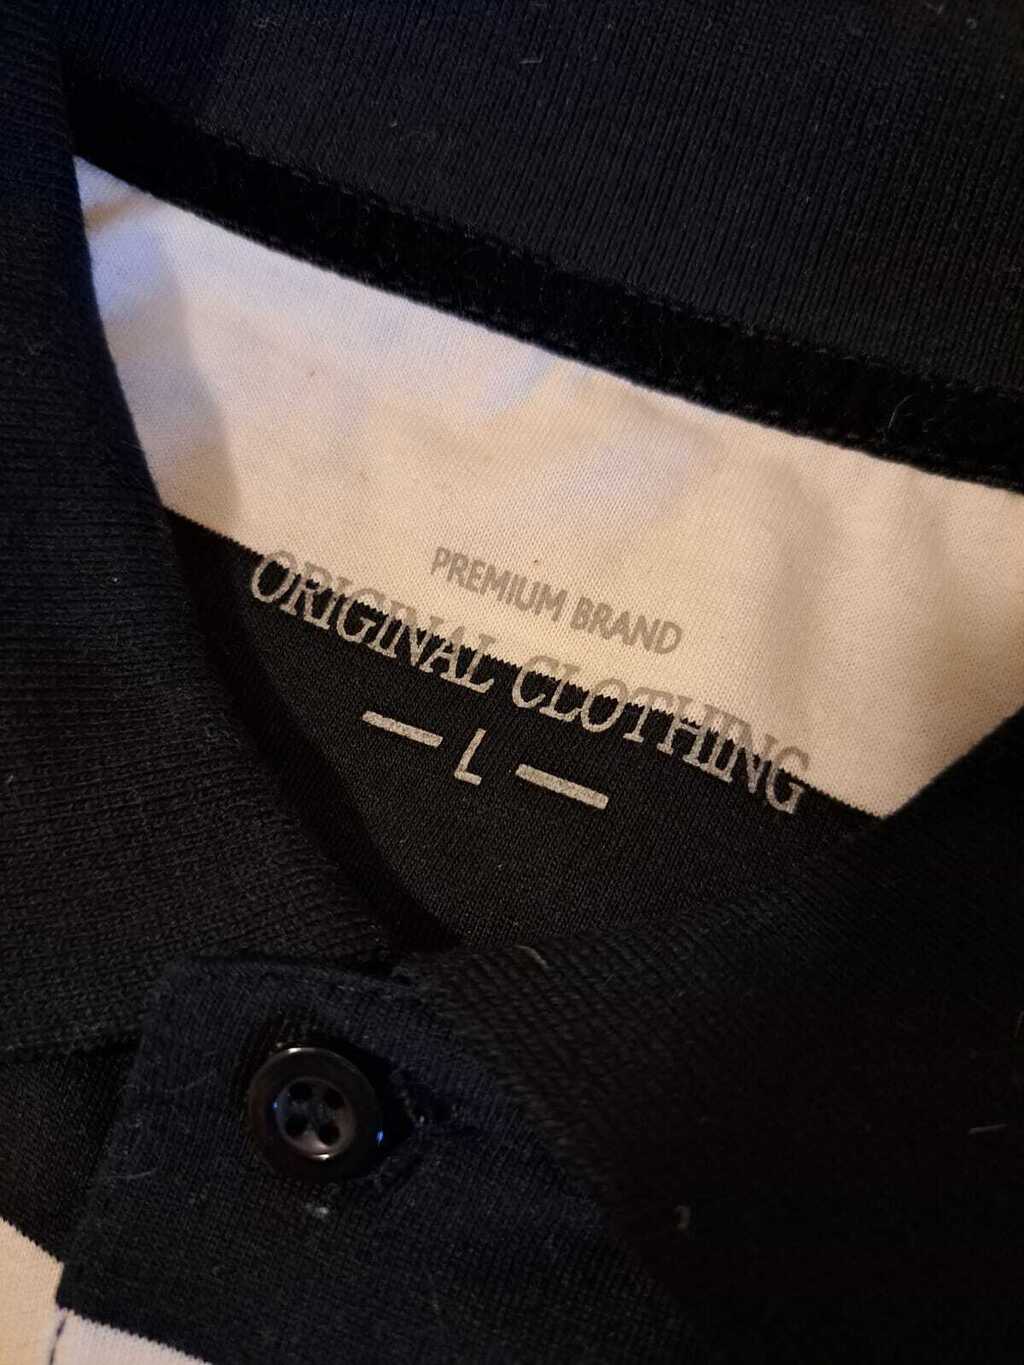 PREMIUM BRAND
ORIGINAL CLOTHING
– L –